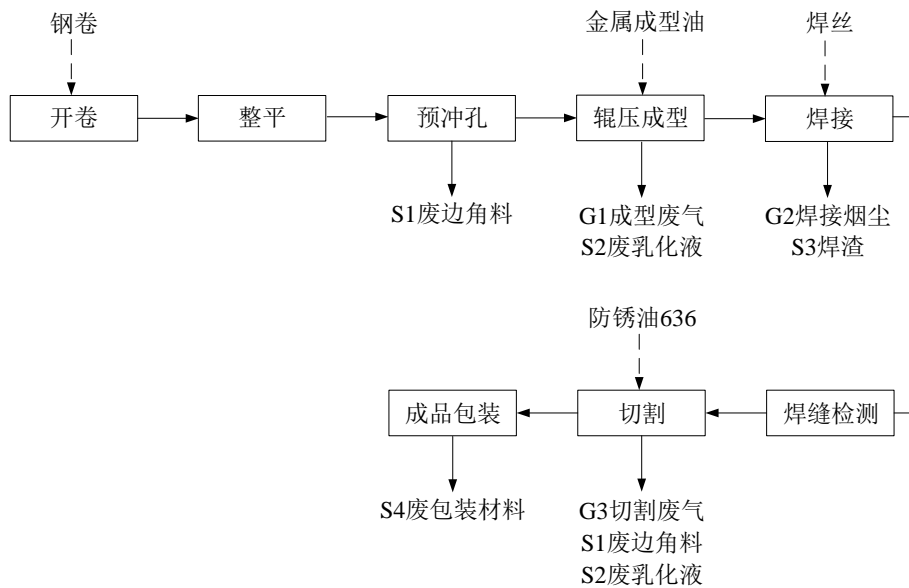 钢卷
金属成型油
焊丝
开卷
整平
预冲孔
辊压成型
焊接
S1废边角料
G1成型废气
S2废乳化液
G2焊接烟尘
S3焊渣
防锈油636
成品包装
切割
焊缝检测
S4废包装材料
G3切割废气
S1废边角料
S2废乳化液